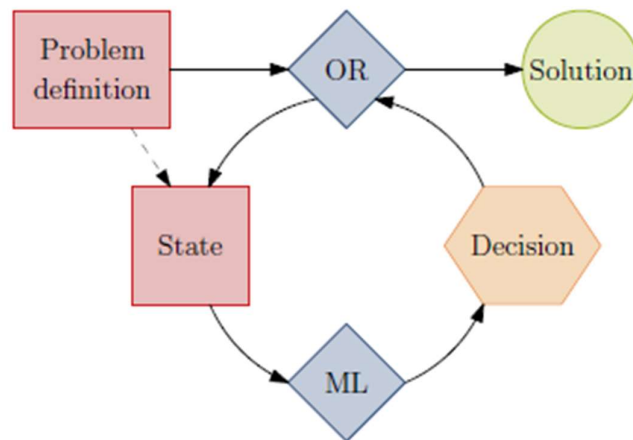 Problem
definition
OR
Solution
State
Decision
ML